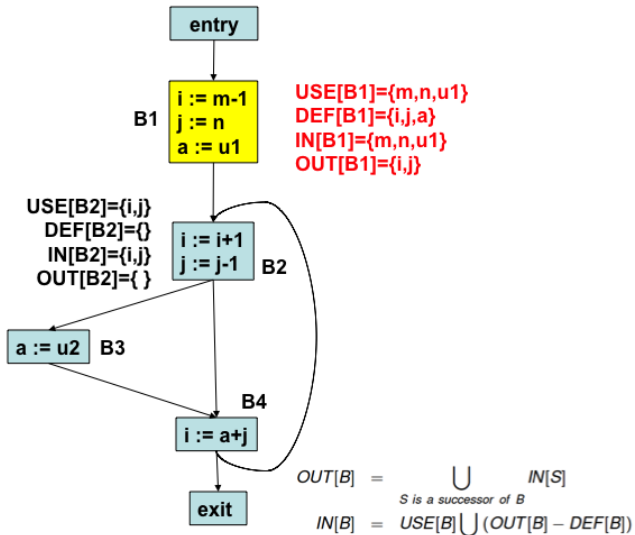 entry
i := m-1
j := n
a := u1
B1
USE[B1]={m,n,u1}
DEF[B1]={i,j,a}
IN[B1]={m,n,u1}
OUT[B1]={i,j}
USE[B2]={i,j}
DEF[B2]={}
IN[B2]={i,j}
OUT[B2]={ }
i := i+1
j := j-1
B2
a := u2
B3
B4
i := a+j
exit
OUT[B] = ⋃ IN[S]
S is a successor of B
IN[B] = USE[B] ⋃ (OUT[B] − DEF[B])